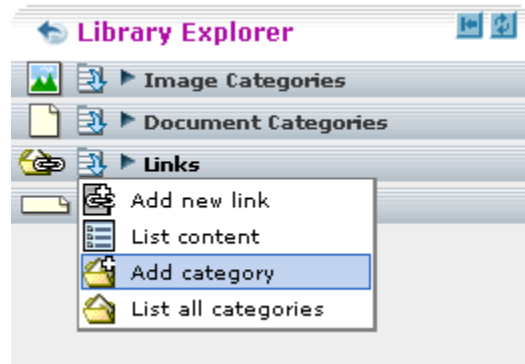 Library Explorer
Image Categories
Document Categories
Links
Add new link
List content
Add category
List all categories